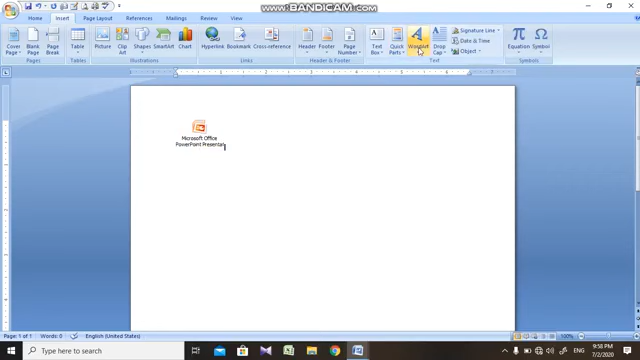 www.BANDICAM.com
Home Insert Page Layout References Mailings Review View
Cover Page
Blank Page
Page Break
Pages
Table
Tables
Picture
Clip Art
Shapes
SmartArt
Chart
Illustrations
Hyperlink
Bookmark
Cross-reference
Links
Header
Footer
Page Number
Header & Footer
Text Box
Quick Parts
WordArt
Drop Cap
Signature Line
Date & Time
Object
Text
Equation
Symbol
Symbols
Microsoft Office
PowerPoint Presentat
Page: 1 of 1 Words: 0 English (United States) 100%
Type here to search
ENG
9:58 PM
7/2/2020